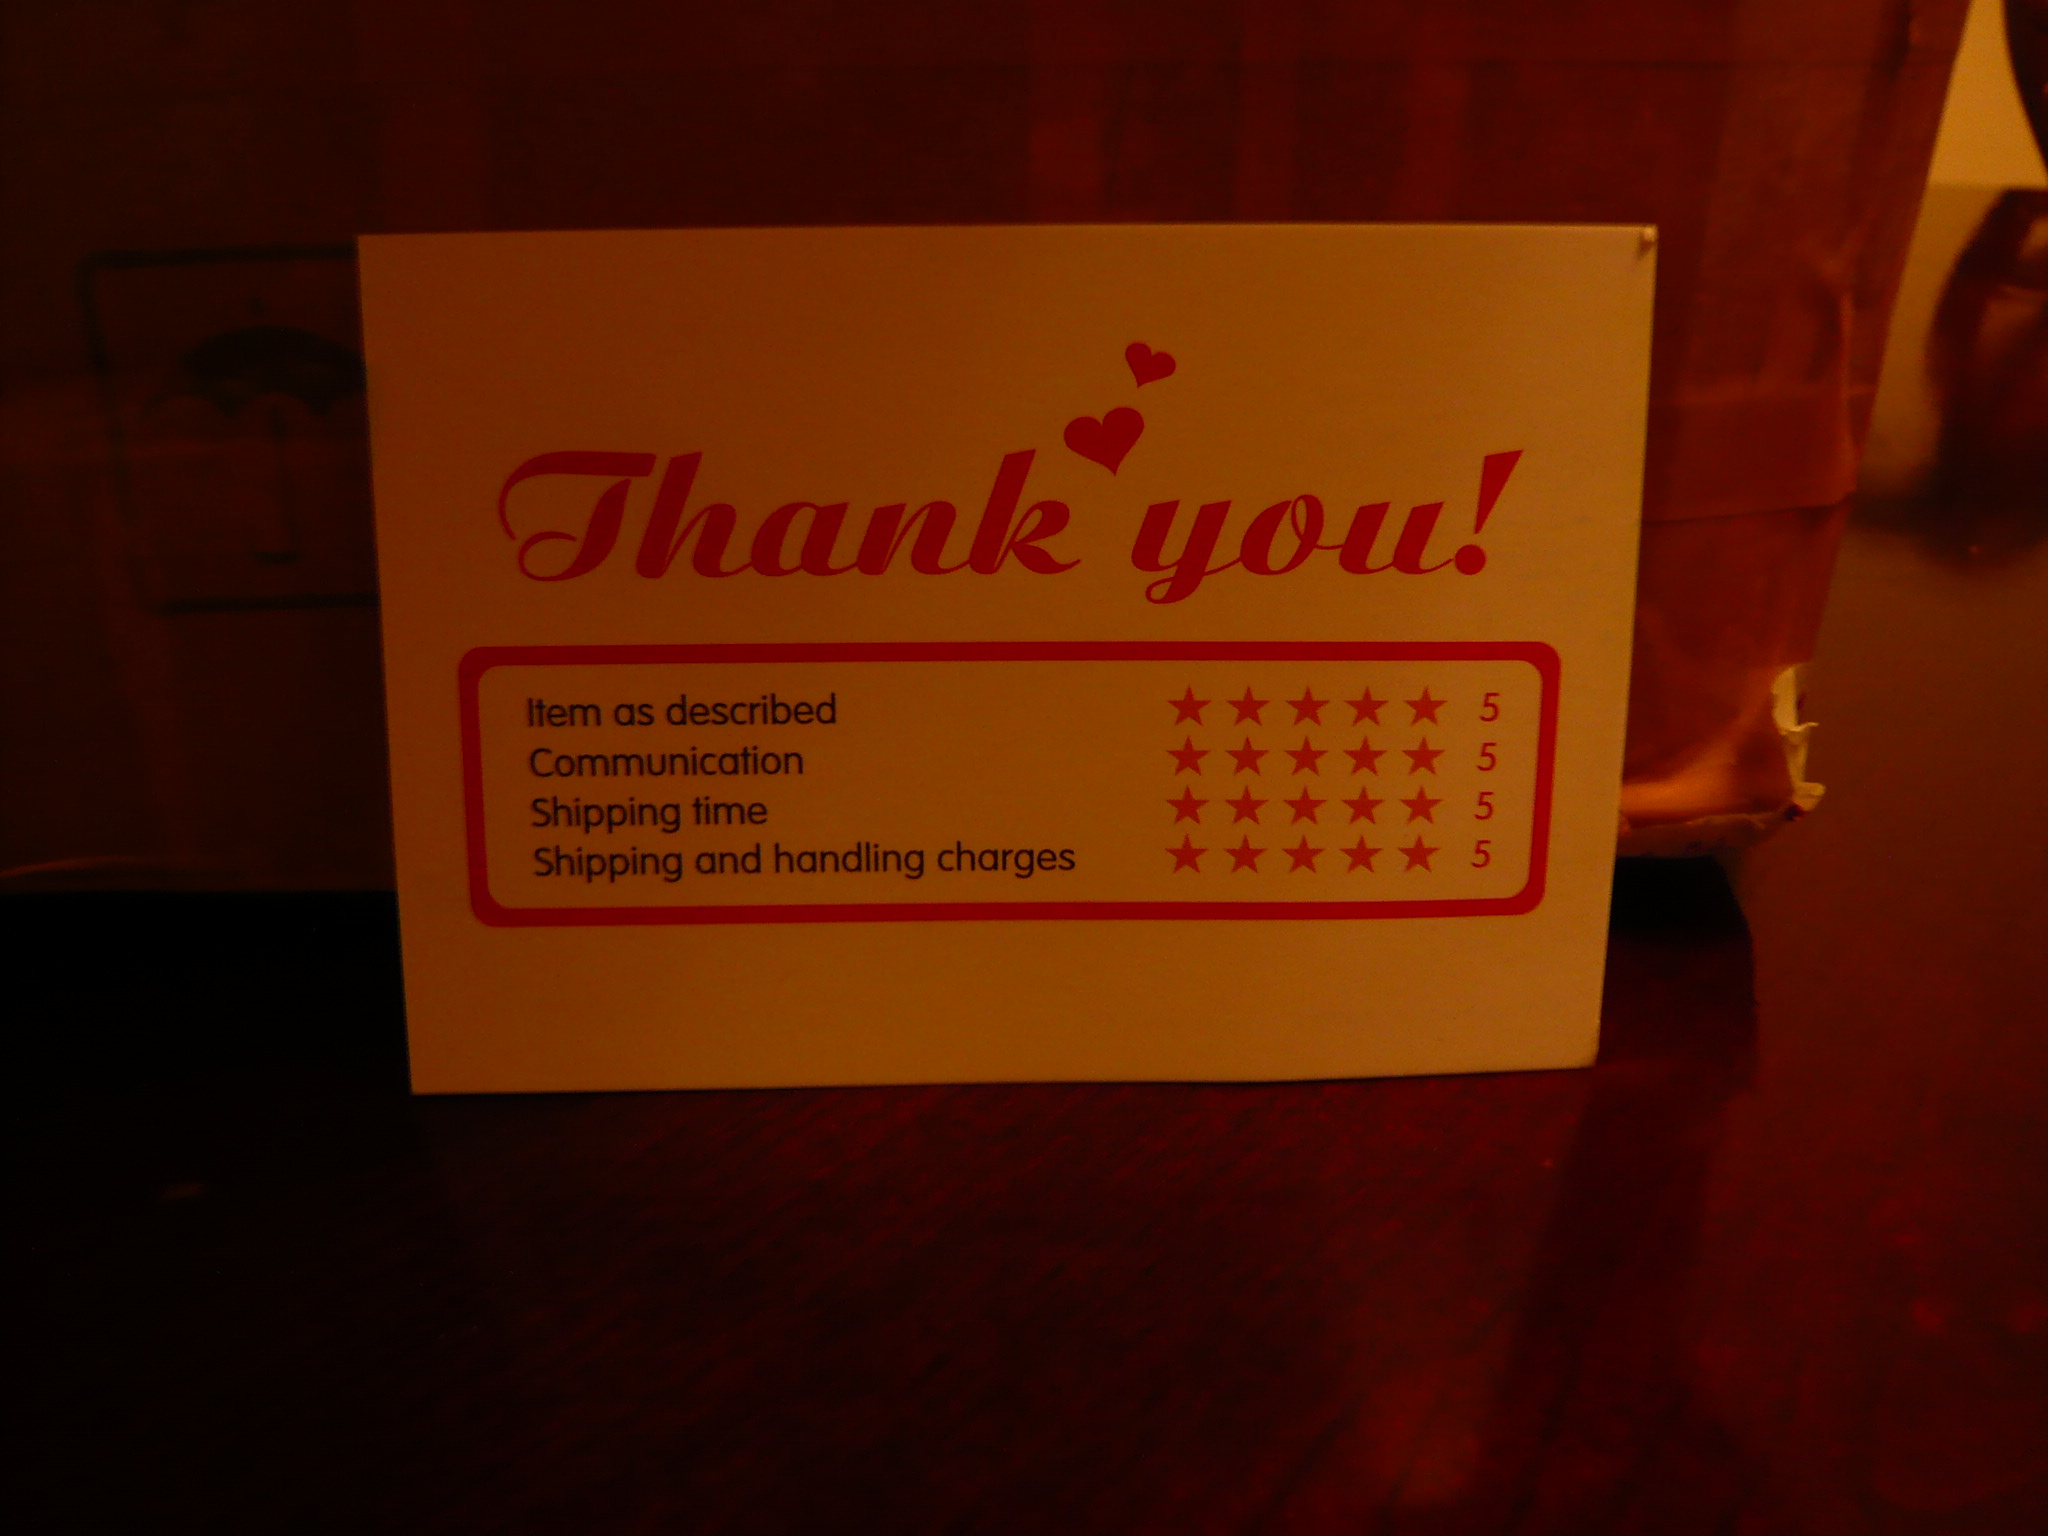 Thank you!
Item as described ★ ★ ★ ★ ★ 5
Communication ★ ★ ★ ★ ★ 5
Shipping time ★ ★ ★ ★ ★ 5
Shipping and handling charges ★ ★ ★ ★ ★ 5